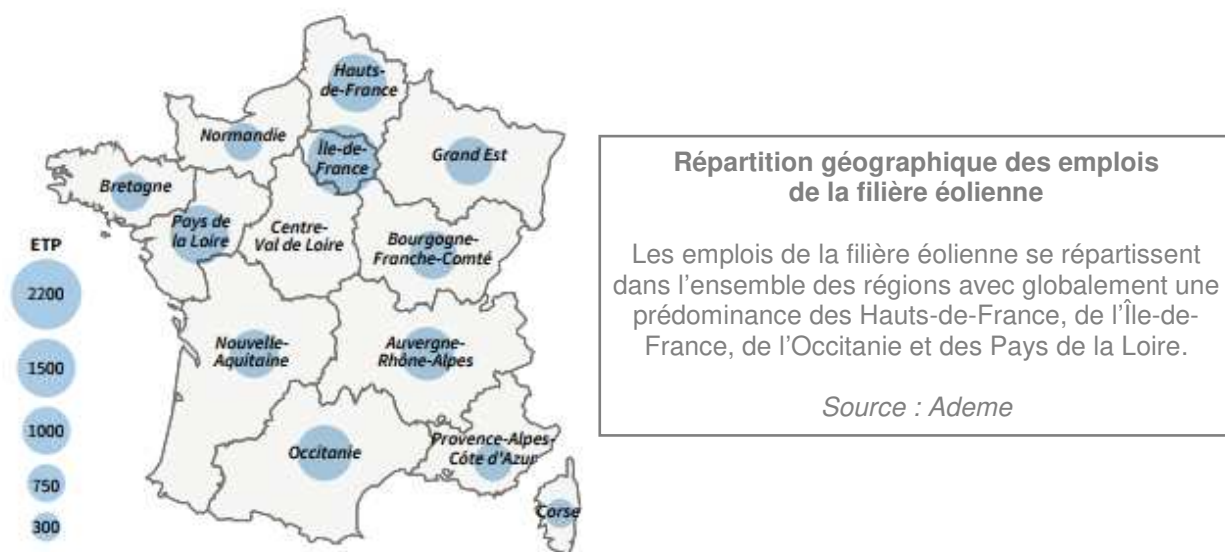 Hauts-
de-France
Normandie
Île-de-
France
Grand Est
Bretagne
Pays de
la Loire
Centre-
Val de Loire
Bourgogne-
Franche-Comté
Nouvelle-
Aquitaine
Auvergne-
Rhône-Alpes
Occitanie
Provence-Alpes-
Côte d'Azur
Corse
ETP
2200
1500
1000
750
300
Répartition géographique des emplois
de la filière éolienne
Les emplois de la filière éolienne se répartissent
dans l'ensemble des régions avec globalement une
prédominance des Hauts-de-France, de l'Île-de-
France, de l'Occitanie et des Pays de la Loire.
Source : Ademe